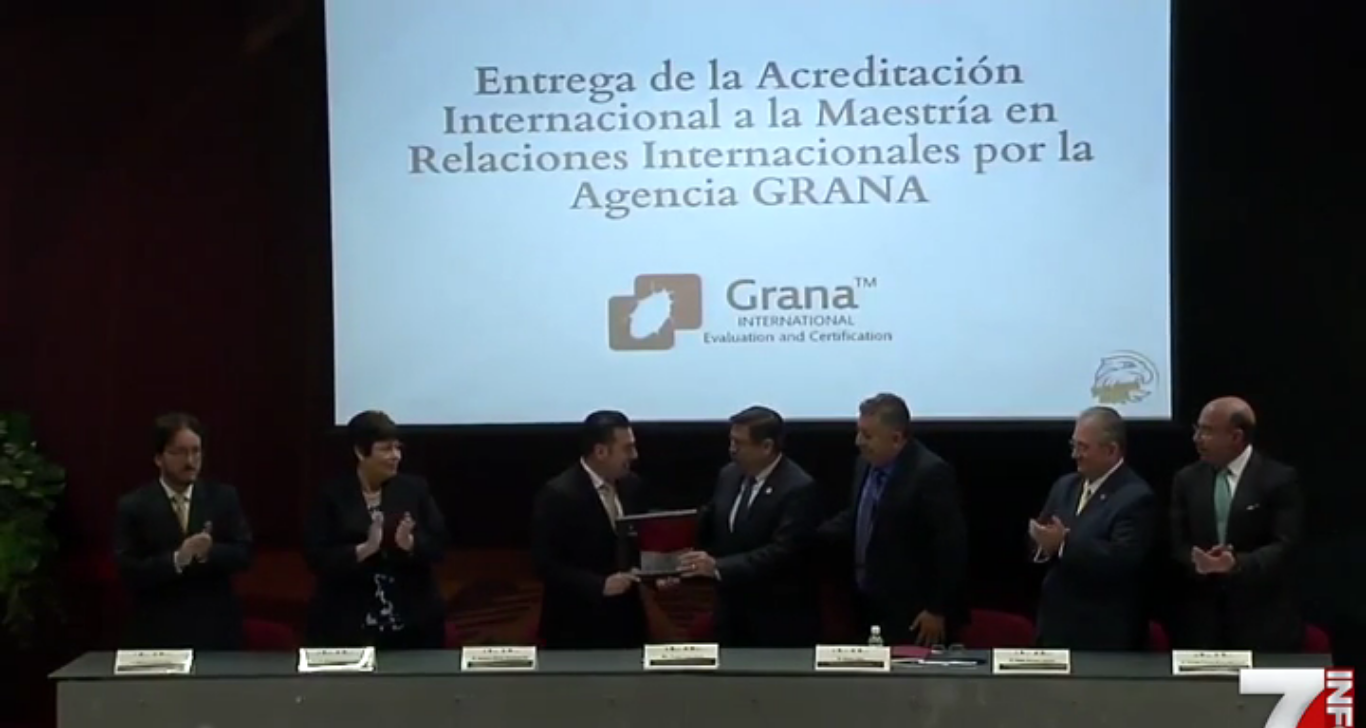 Entrega de la Acreditación
Internacional a la Maestría en
Relaciones Internacionales por la
Agencia GRANA
Grana™
INTERNATIONAL
Evaluation and Certification
7
INF